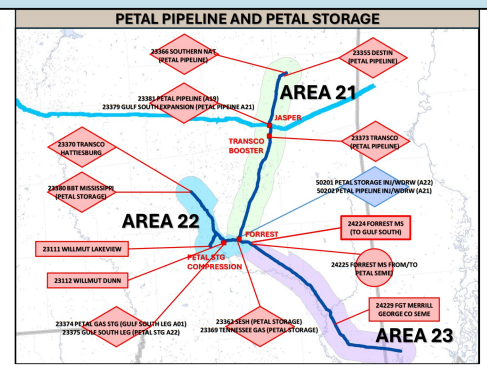 PETAL PIPELINE AND PETAL STORAGE
23366 SOUTHERN NAT
(PETAL PIPELINE)
23355 DESTIN
(PETAL PIPELINE)
AREA 21
23381 PETAL PIPELINE (A19)
23379 GULF SOUTH EXPANSION (PETAL PIPEINE A21)
JASPER
TRANSCO
BOOSTER
23373 TRANSCO
(PETAL PIPELINE)
23370 TRANSCO
HATTIESBURG
23380 BBT MISSISSIPPI
(PETAL STORAGE)
50201 PETAL STORAGE INJ/WDRW (A22)
50202 PETAL PIPELINE INJ/WDRW (A21)
AREA 22
24224 FORREST MS
(TO GULF SOUTH)
FORREST
23111 WILLMUT LAKEVIEW
PETAL STG
COMPRESSION
24225 FORREST MS FROM/TO
PETAL SEME)
23112 WILLMUT DUNN
24229 FGT MERRILL
GEORGE CO SEME
23374 PETAL GAS STG (GULF SOUTH LEG A01)
23375 GULF SOUTH LEG (PETAL STG A22)
23362 SESH (PETAL STORAGE)
23369 TENNESSEE GAS (PETAL STORAGE)
AREA 23